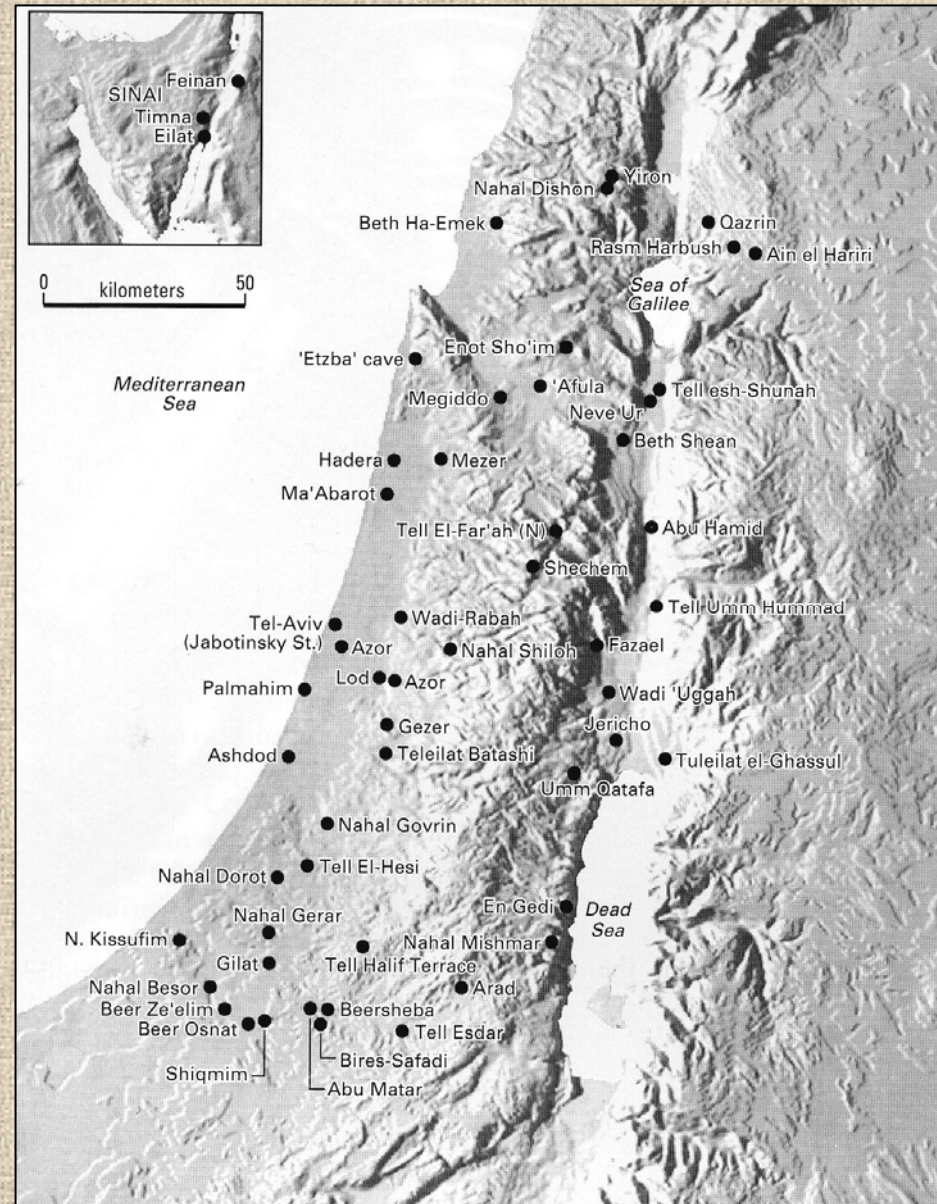 Feinan
SINAI
Timna
Eilat
0 50
kilometers
Yiron
Nahal Dishon
Beth Ha-Emek
Qazrin
Rasm Harbush
Ain el Hariri
Sea of
Galilee
Enot Sho'im
'Etzba' cave
Mediterranean
Sea
'Afula
Tell esh-Shunah
Megiddo
Neve Ur
Beth Shean
Hadera
Mezer
Ma'Abarot
Tell El-Far'ah (N)
Abu Hamid
Shechem
Tell Umm Hummad
Wadi-Rabah
Tel-Aviv
(Jabotinsky St.)
Azor
Nahal Shiloh
Fazael
Lod
Azor
Palmahim
Wadi 'Uggah
Gezer
Jericho
Teleilat Batashi
Ashdod
Tuleilat el-Ghassul
Umm Qatafa
Nahal Govrin
Tell El-Hesi
Nahal Dorot
En Gedi
Dead
Sea
Nahal Gerar
N. Kissufim
Nahal Mishmar
Tell Halif Terrace
Gilat
Nahal Besor
Arad
Beer Ze'elim
Beersheba
Beer Osnat
Tell Esdar
Bires-Safadi
Shiqmim
Abu Matar